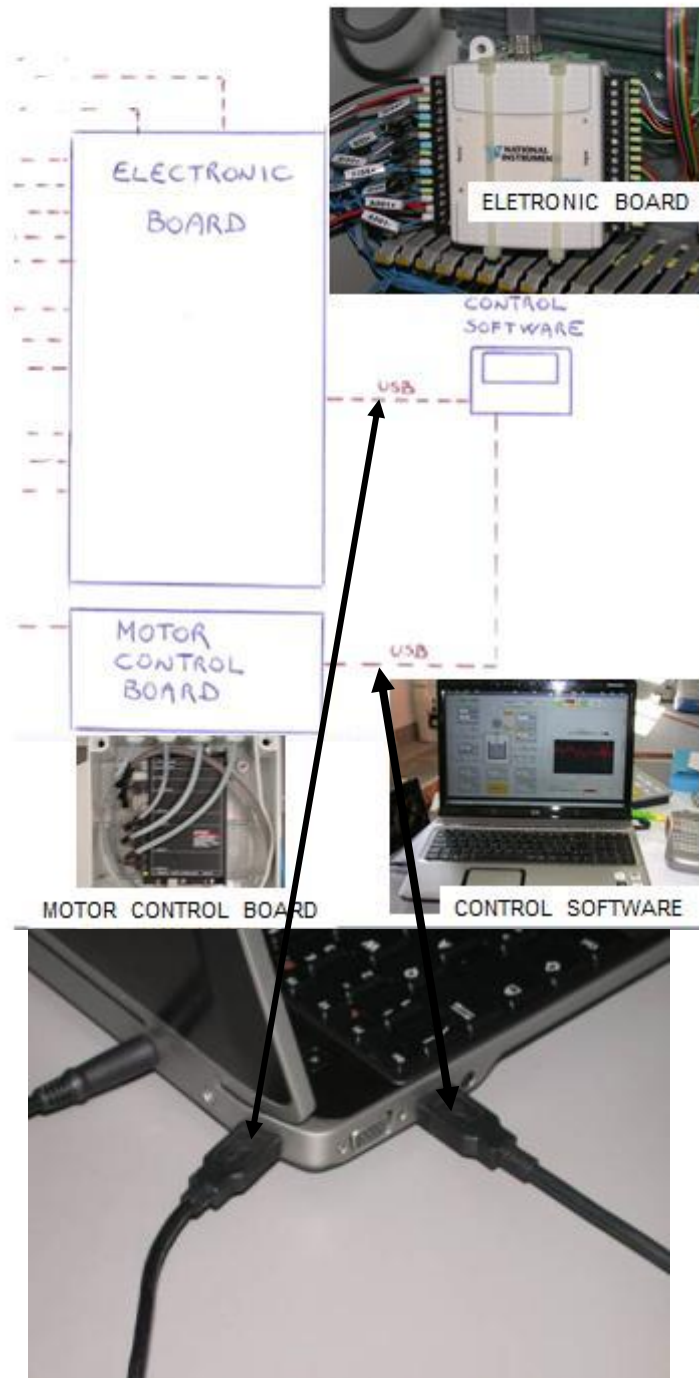 ELECTRONIC
BOARD
NATIONAL
INSTRUMENTS
ELETRONIC BOARD
CONTROL
SOFTWARE
USB
MOTOR
CONTROL
BOARD
USB
MOTOR CONTROL BOARD
CONTROL SOFTWARE